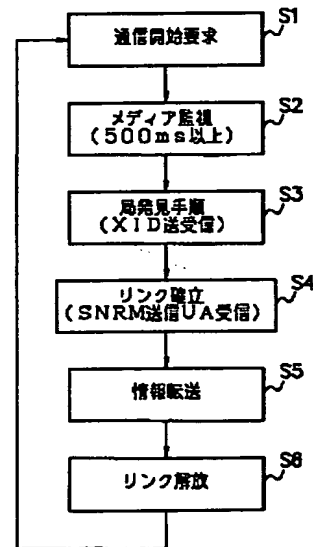 通信開始要求
S1
メディア監視
(500ms以上)
S2
局発見手順
(XID送受信)
S3
リンク確立
(SNRM送信UA受信)
S4
情報転送
S5
リンク解放
S6